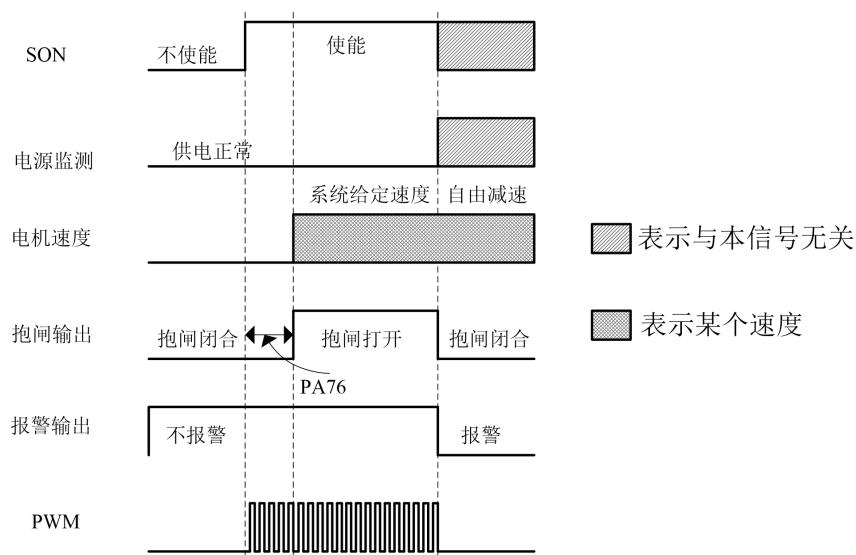 SON
不使能
使能
电源监测
供电正常
系统给定速度
自由减速
电机速度
表示与本信号无关
抱闸输出
抱闸闭合
抱闸打开
抱闸闭合
表示某个速度
PA76
报警输出
不报警
报警
PWM